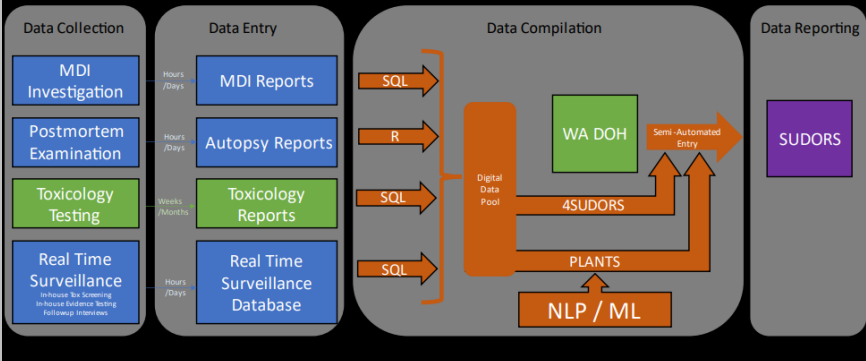 Data Collection
Data Entry
Data Compilation
Data Reporting
MDI
Investigation
Hours
/Days
MDI Reports
SQL
Postmortem
Examination
Hours
/Days
Autopsy Reports
R
Toxicology
Testing
Weeks
/Months
Toxicology
Reports
SQL
Real Time
Surveillance
In-house Tox Screening
In-house Evidence Testing
Followup Interviews
Hours
/Days
Real Time
Surveillance
Database
SQL
Digital
Data
Pool
WA DOH
Semi-Automated
Entry
4SUDORS
PLANTS
NLP / ML
SUDORS